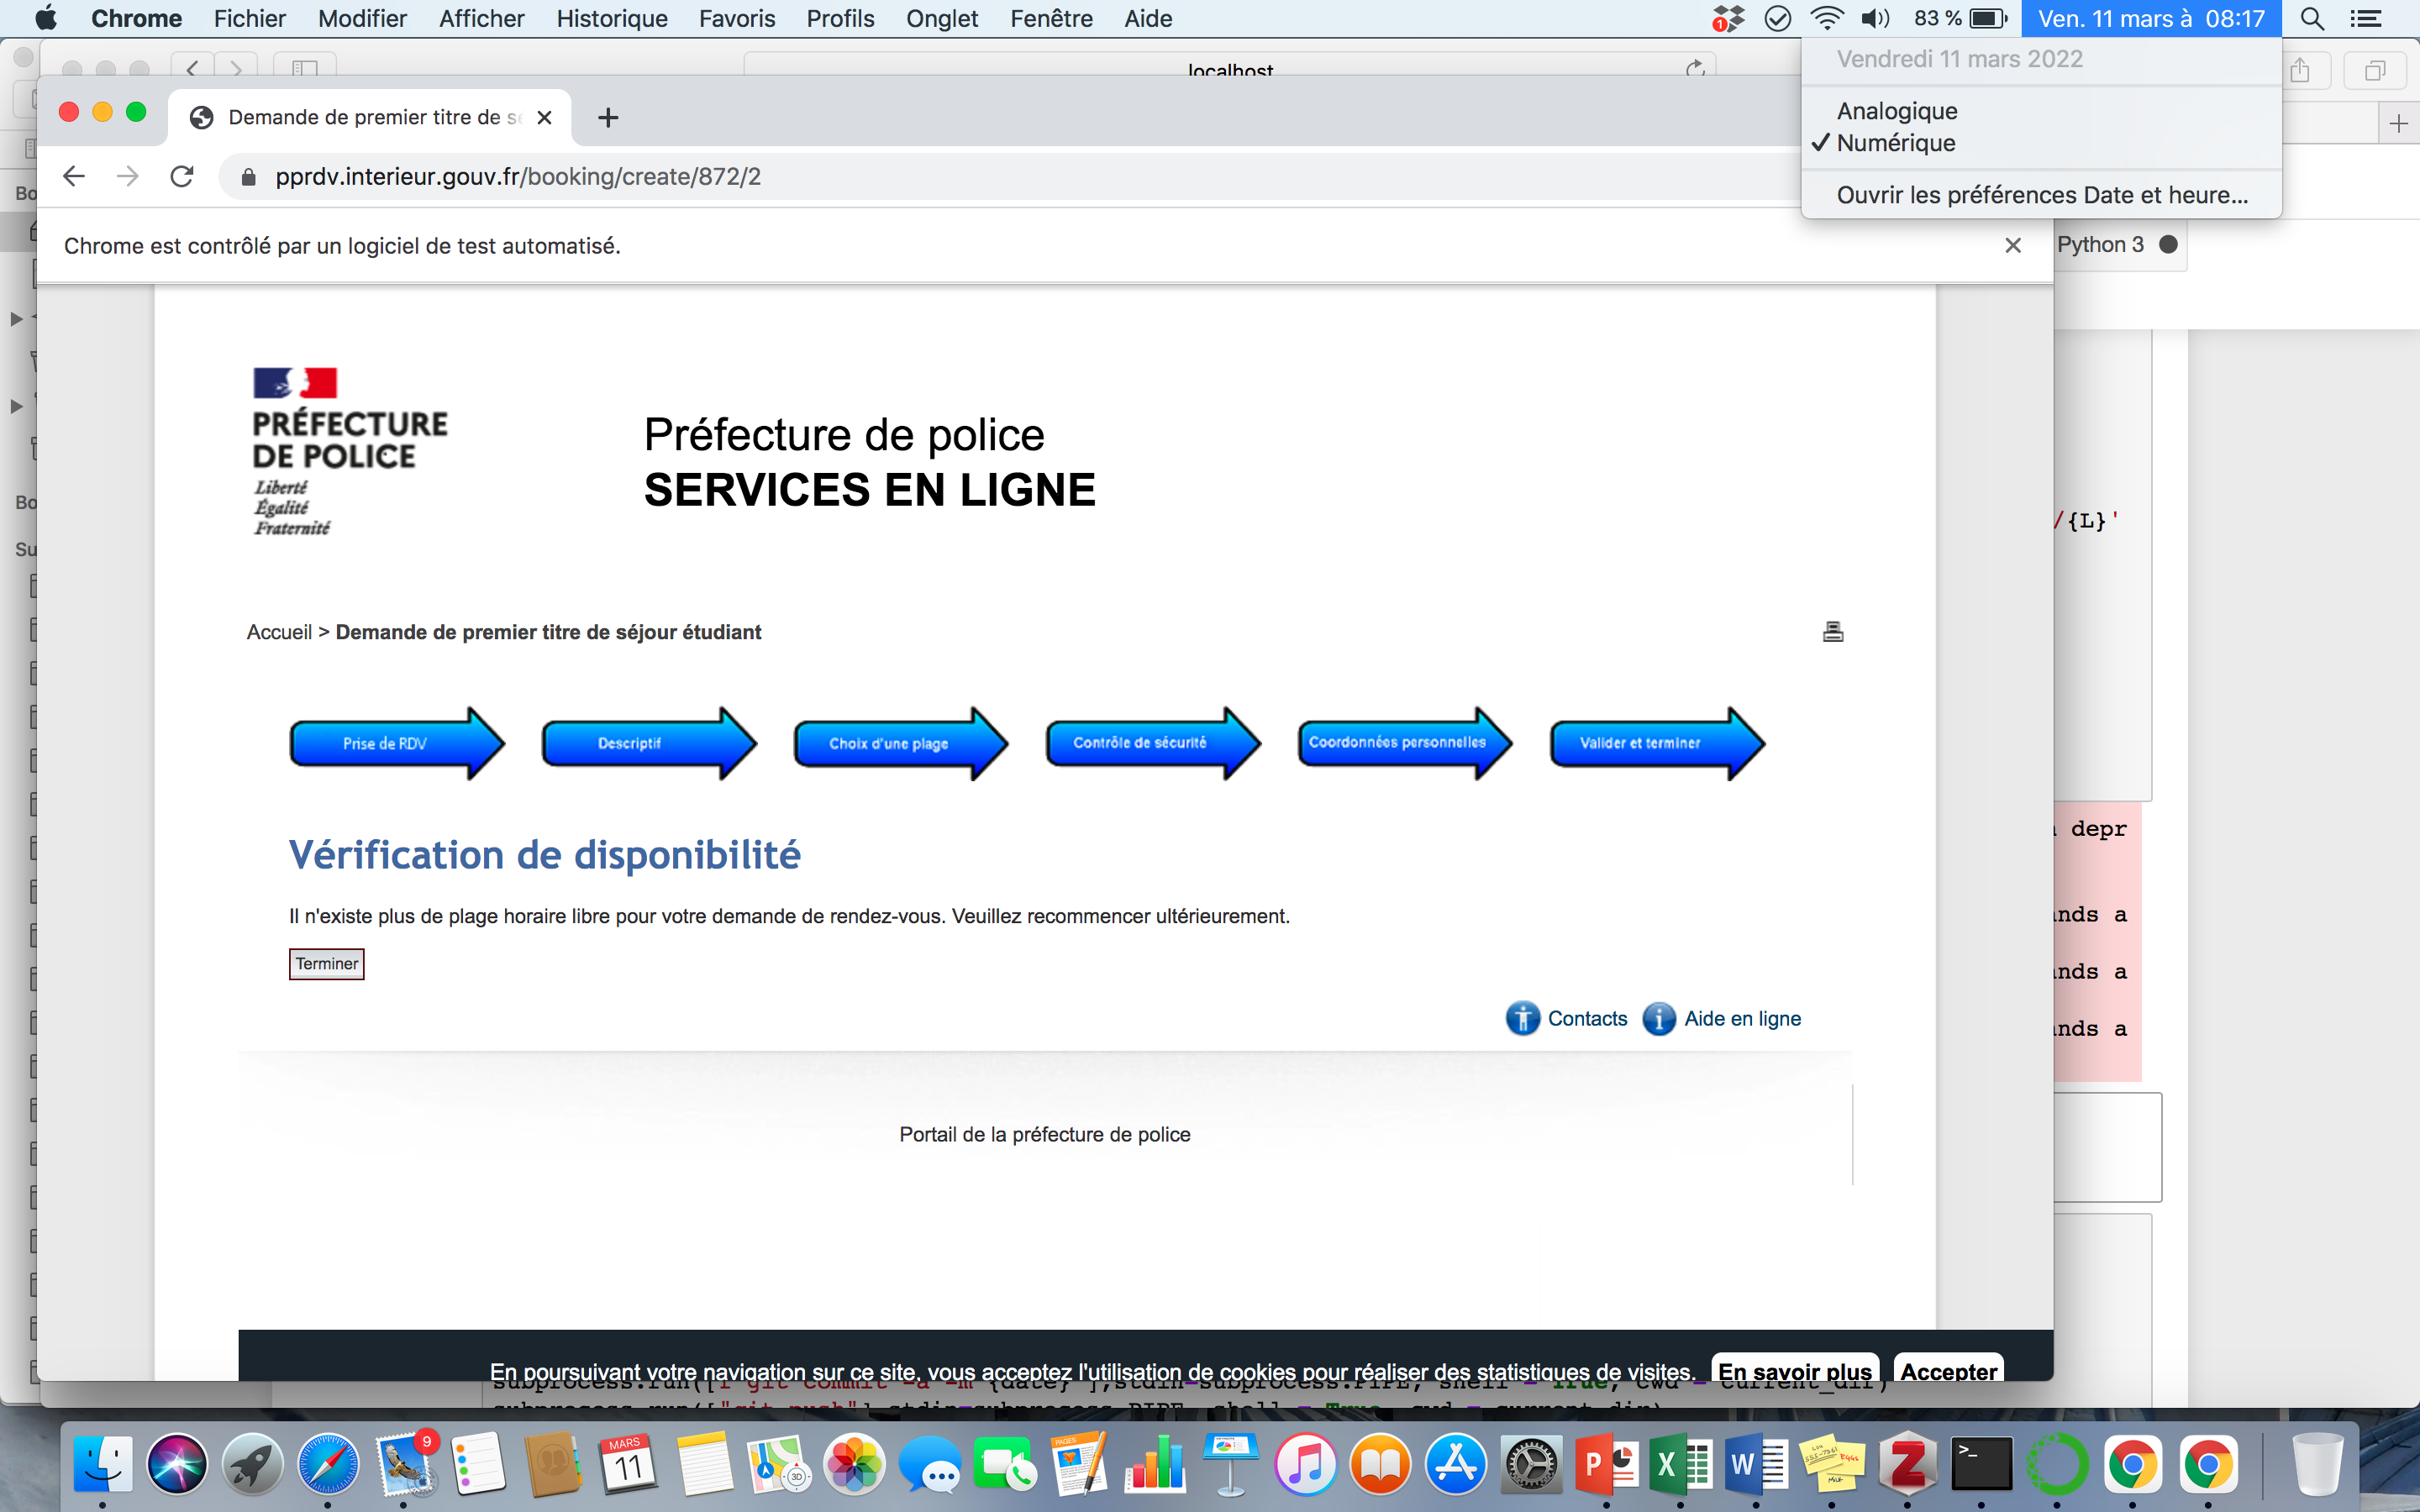 Chrome Fichier Modifier Afficher Historique Favoris Profils Onglet Fenêtre Aide 1 83 % Ven. 11 mars à 08:17
Vendredi 11 mars 2022
Analogique
✓ Numérique
Ouvrir les préférences Date et heure...
localhost
Demande de premier titre de s
pprdv.interieur.gouv.fr/booking/create/872/2
Chrome est contrôlé par un logiciel de test automatisé.
Python 3
Bo
Bo
Su
PRÉFECTURE
DE POLICE
Liberté
Égalité
Fraternité
Préfecture de police
SERVICES EN LIGNE
/{L}'
Accueil > Demande de premier titre de séjour étudiant
Prise de RDV
Descriptif
Choix d'une plage
Contrôle de sécurité
Coordonnées personnelles
Valider et terminer
Vérification de disponibilité
depr
Il n'existe plus de plage horaire libre pour votre demande de rendez-vous. Veuillez recommencer ultérieurement.
nds a
Terminer
nds a
Contacts
Aide en ligne
nds a
Portail de la préfecture de police
En poursuivant votre navigation sur ce site, vous acceptez l'utilisation de cookies pour réaliser des statistiques de visites. En savoir plus Accepter
9
MARS
11
PAGES
3D
P
X
W
Z
>_